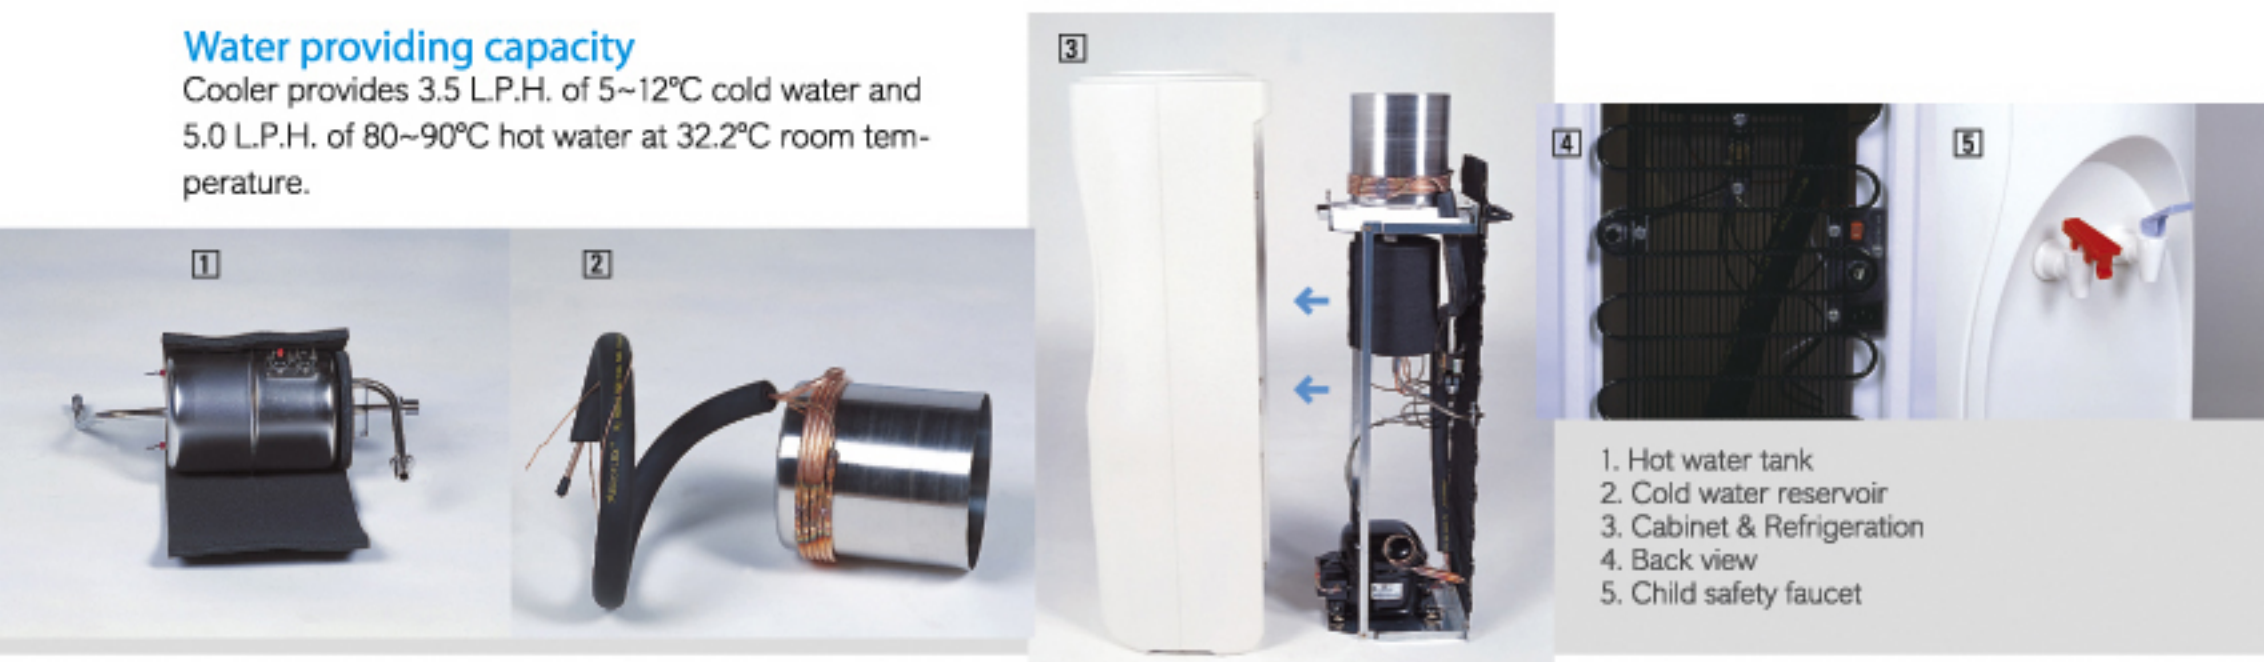 Water providing capacity
Cooler provides 3.5 L.P.H. of 5~12°C cold water and
5.0 L.P.H. of 80~90°C hot water at 32.2°C room tem-
perature.
1
2
3
4
5
1. Hot water tank
2. Cold water reservoir
3. Cabinet & Refrigeration
4. Back view
5. Child safety faucet